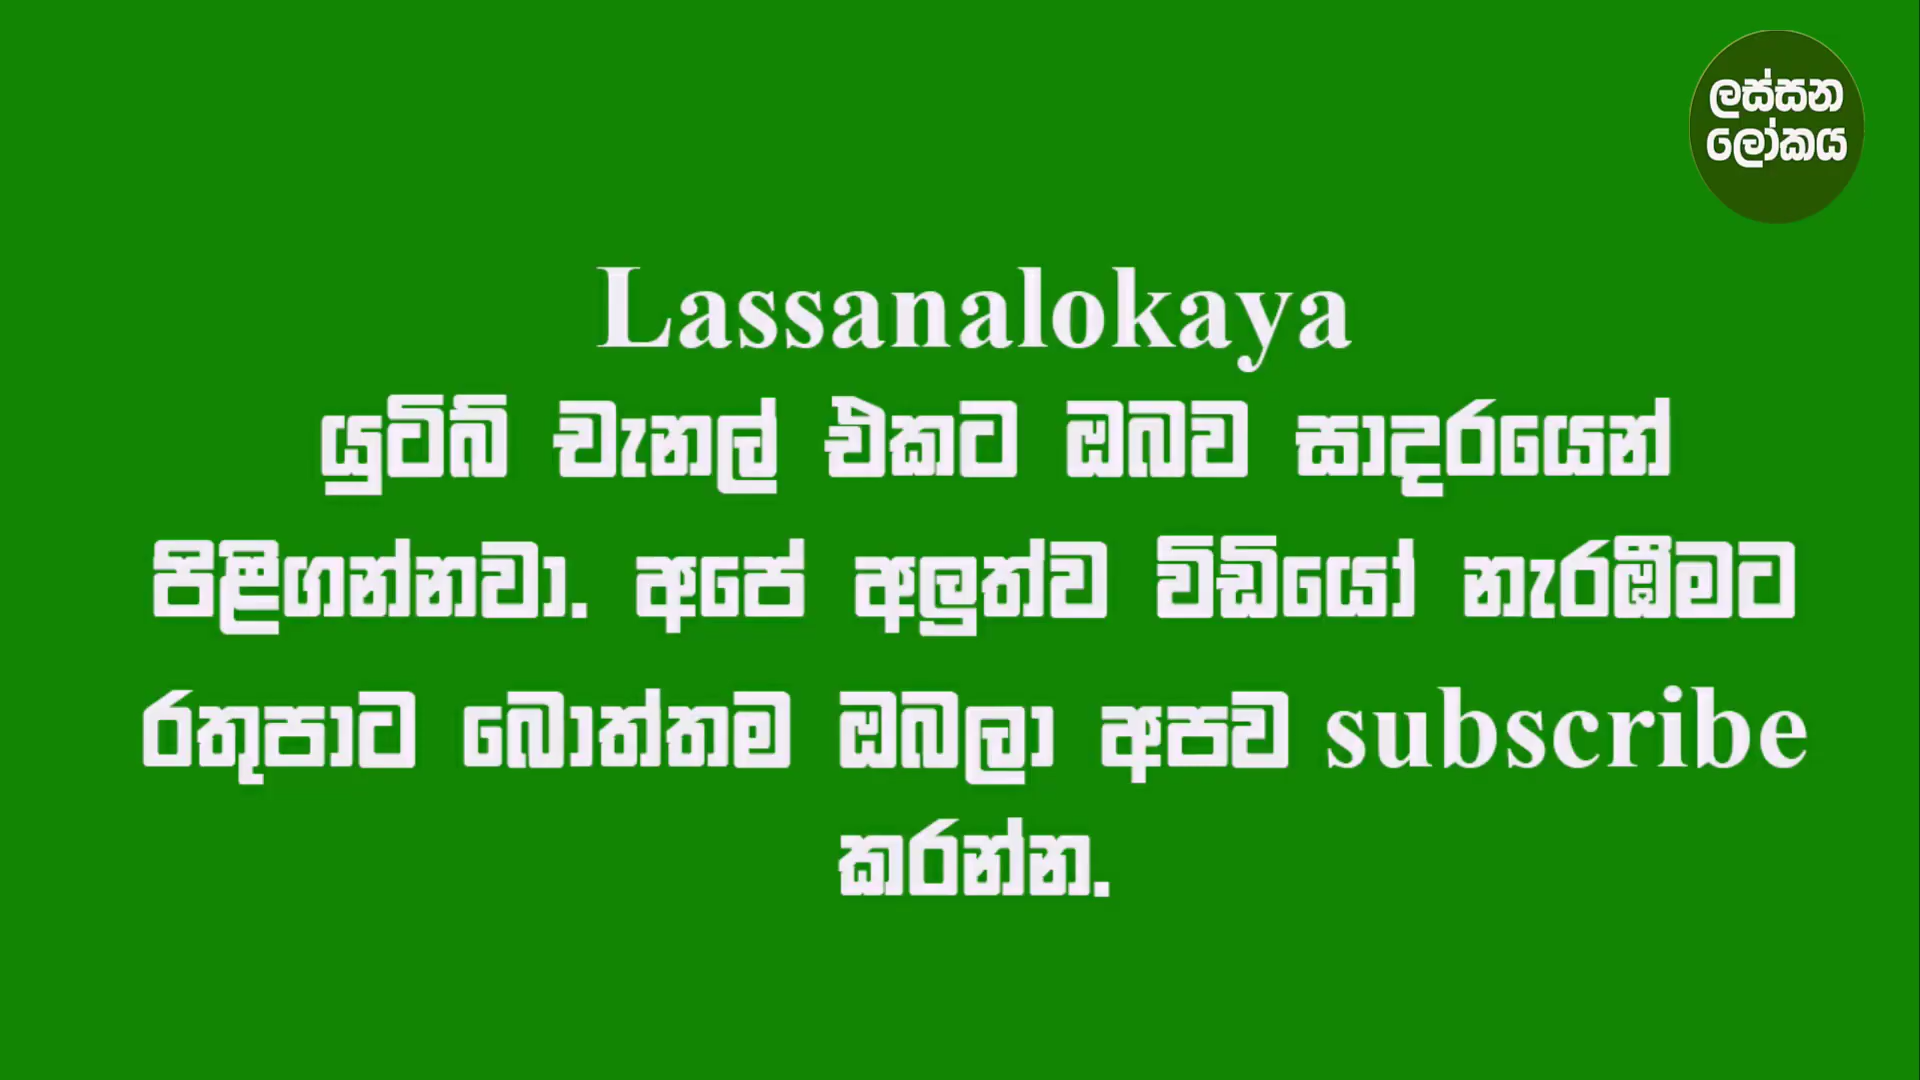 ලස්සන
ලෝකය
Lassanalokaya
යුටිබ් චැනල් එකට ඔබව සාදරයෙන්
පිළිගන්නවා. අපේ අලුත්ව විඩියෝ නැරඹීමට
රතුපාට බොත්තම ඔබලා අපව subscribe
කරන්න.